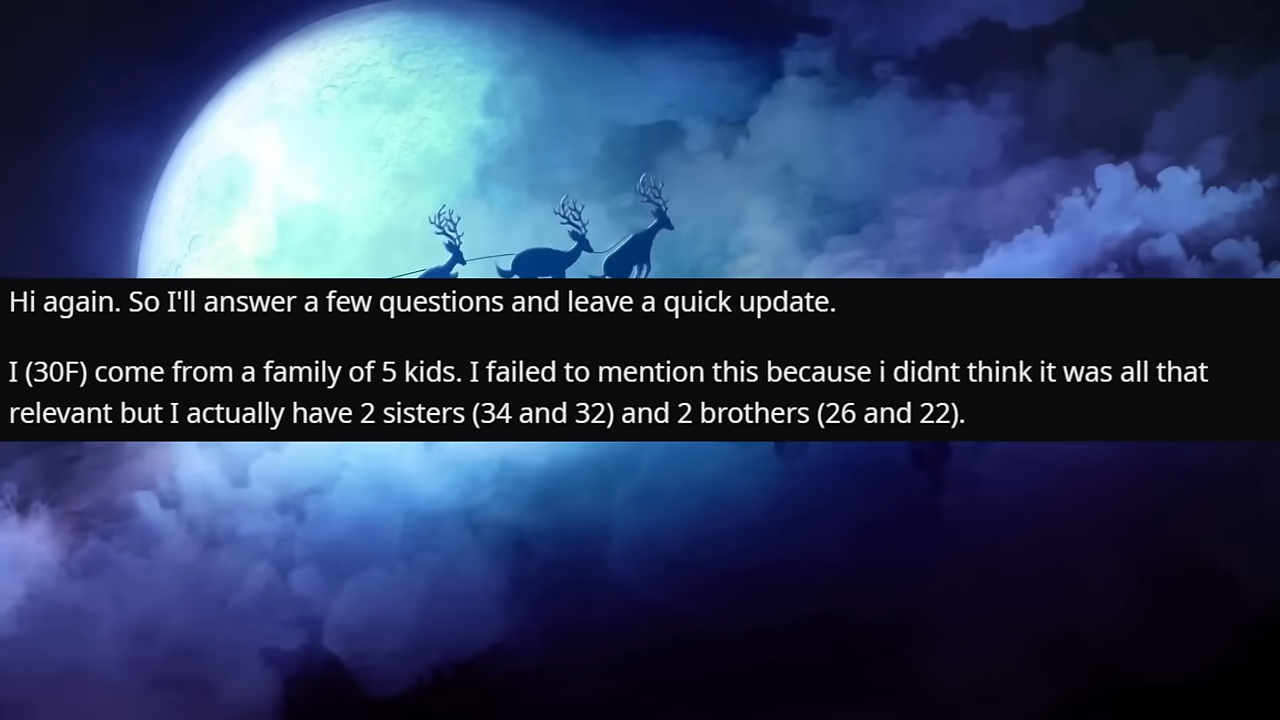 Hi again. So I'll answer a few questions and leave a quick update.
I (30F) come from a family of 5 kids. I failed to mention this because i didnt think it was all that
relevant but I actually have 2 sisters (34 and 32) and 2 brothers (26 and 22).